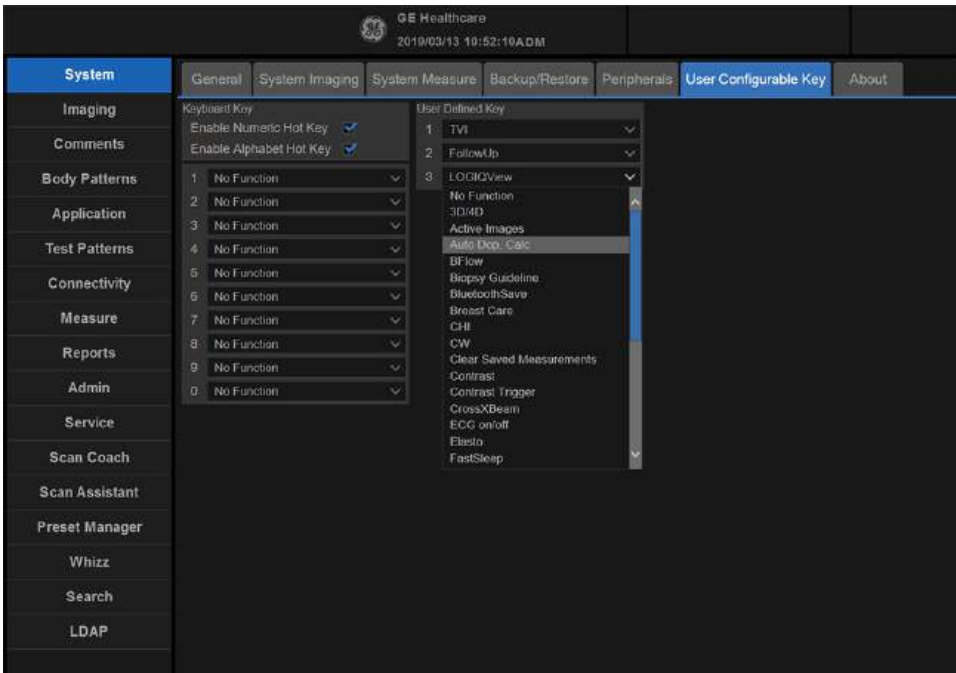 GE Healthcare
2019/03/13 10:52:10ADM
System
General System Imaging System Measure Backup/Restore Peripherals User Configurable Key About
Imaging
Comments
Body Patterns
Application
Test Patterns
Connectivity
Measure
Reports
Admin
Service
Scan Coach
Scan Assistant
Preset Manager
Whizz
Search
LDAP
Keyboard Key
Enable Numeric Hot Key
Enable Alphabet Hot Key
1 No Function
2 No Function
3 No Function
4 No Function
5 No Function
6 No Function
7 No Function
8 No Function
9 No Function
0 No Function
User Defined Key
1 TVI
2 FollowUp
3 LOGIQView
No Function
3D/4D
Active Images
Auto Dop. Calc
BFlow
Biopsy Guideline
BluetoothSave
Breast Care
CHI
CW
Clear Saved Measurements
Contrast
Contrast Trigger
CrossXBeam
ECG on/off
Elasto
FastSleep